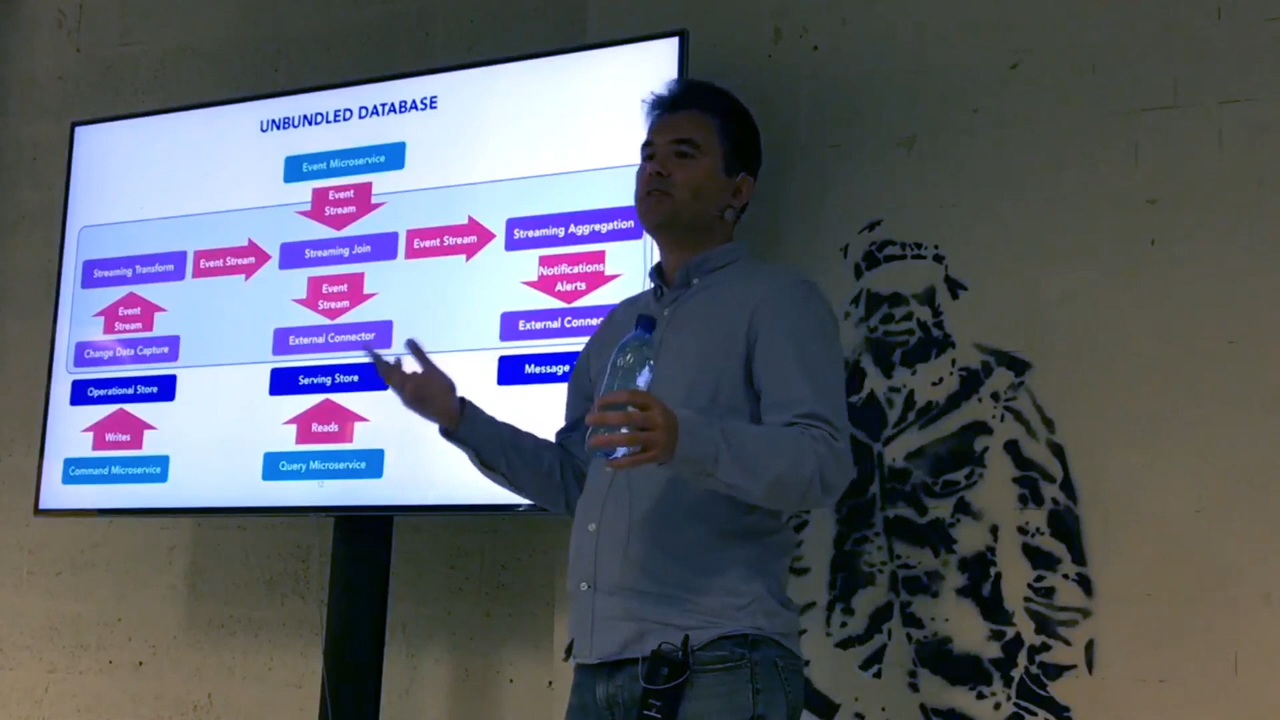 UNBUNDLED DATABASE
Event Microservice
Event
Stream
Streaming Transform
Event Stream
Streaming Join
Event Stream
Streaming Aggregation
Event
Stream
Event
Stream
Notifications
Alerts
Change Data Capture
External Connector
External
Operational Store
Serving Store
Message
Writes
Reads
Command Microservice
Query Microservice
12